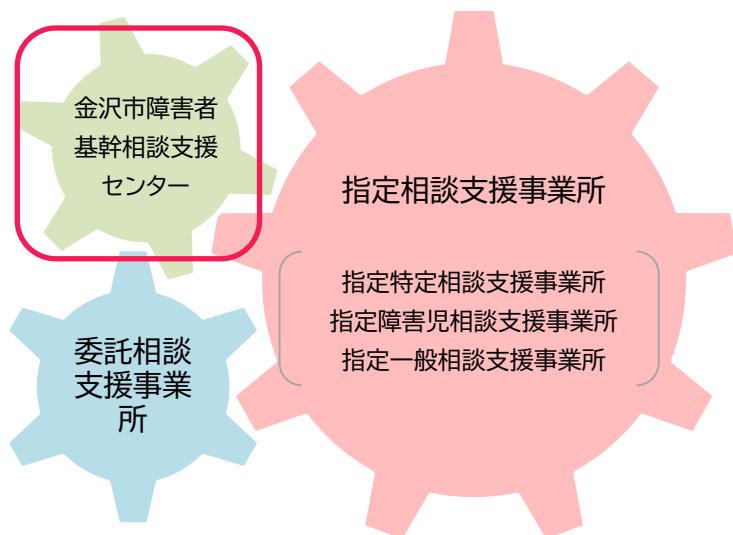 金沢市障害者
基幹相談支援
センター
指定相談支援事業所
指定特定相談支援事業所
指定障害児相談支援事業所
指定一般相談支援事業所
委託相談
支援事業
所